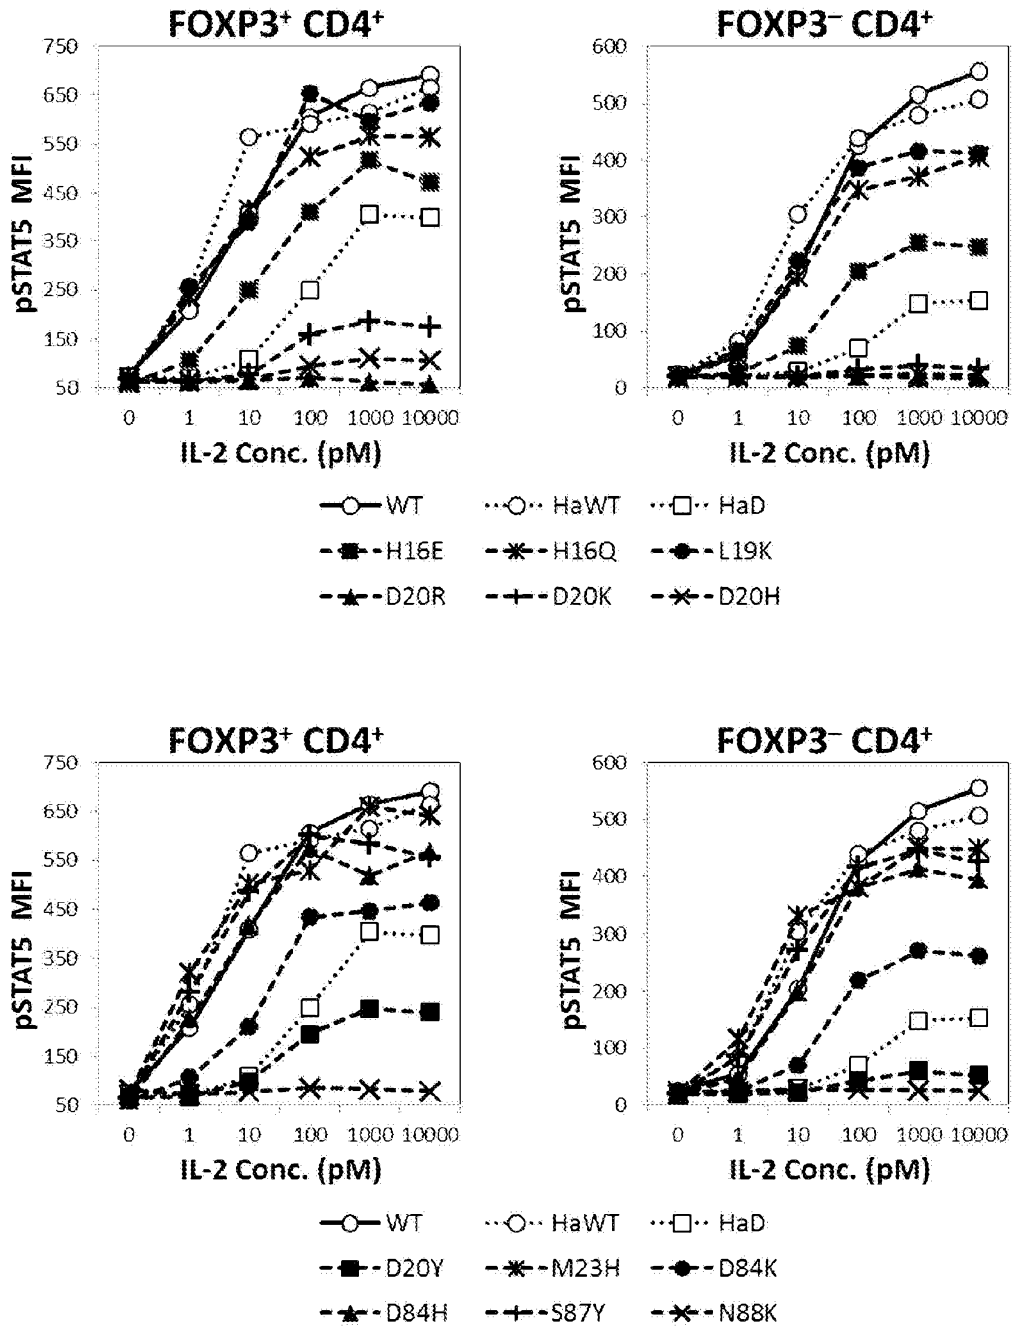 FOXP3⁺ CD4⁺
750
650
550
450
350
250
150
50
pSTAT5 MFI
0 1 10 100 1000 10000
IL-2 Conc. (pM)
FOXP3⁻ CD4⁺
600
500
400
300
200
100
0
pSTAT5 MFI
0 1 10 100 1000 10000
IL-2 Conc. (pM)
WT HaWT HaD
H16E H16Q L19K
D20R D20K D20H
FOXP3⁺ CD4⁺
750
650
550
450
350
250
150
50
pSTAT5 MFI
0 1 10 100 1000 10000
IL-2 Conc. (pM)
FOXP3⁻ CD4⁺
600
500
400
300
200
100
0
pSTAT5 MFI
0 1 10 100 1000 10000
IL-2 Conc. (pM)
WT HaWT HaD
D20Y M23H D84K
D84H S87Y N88K